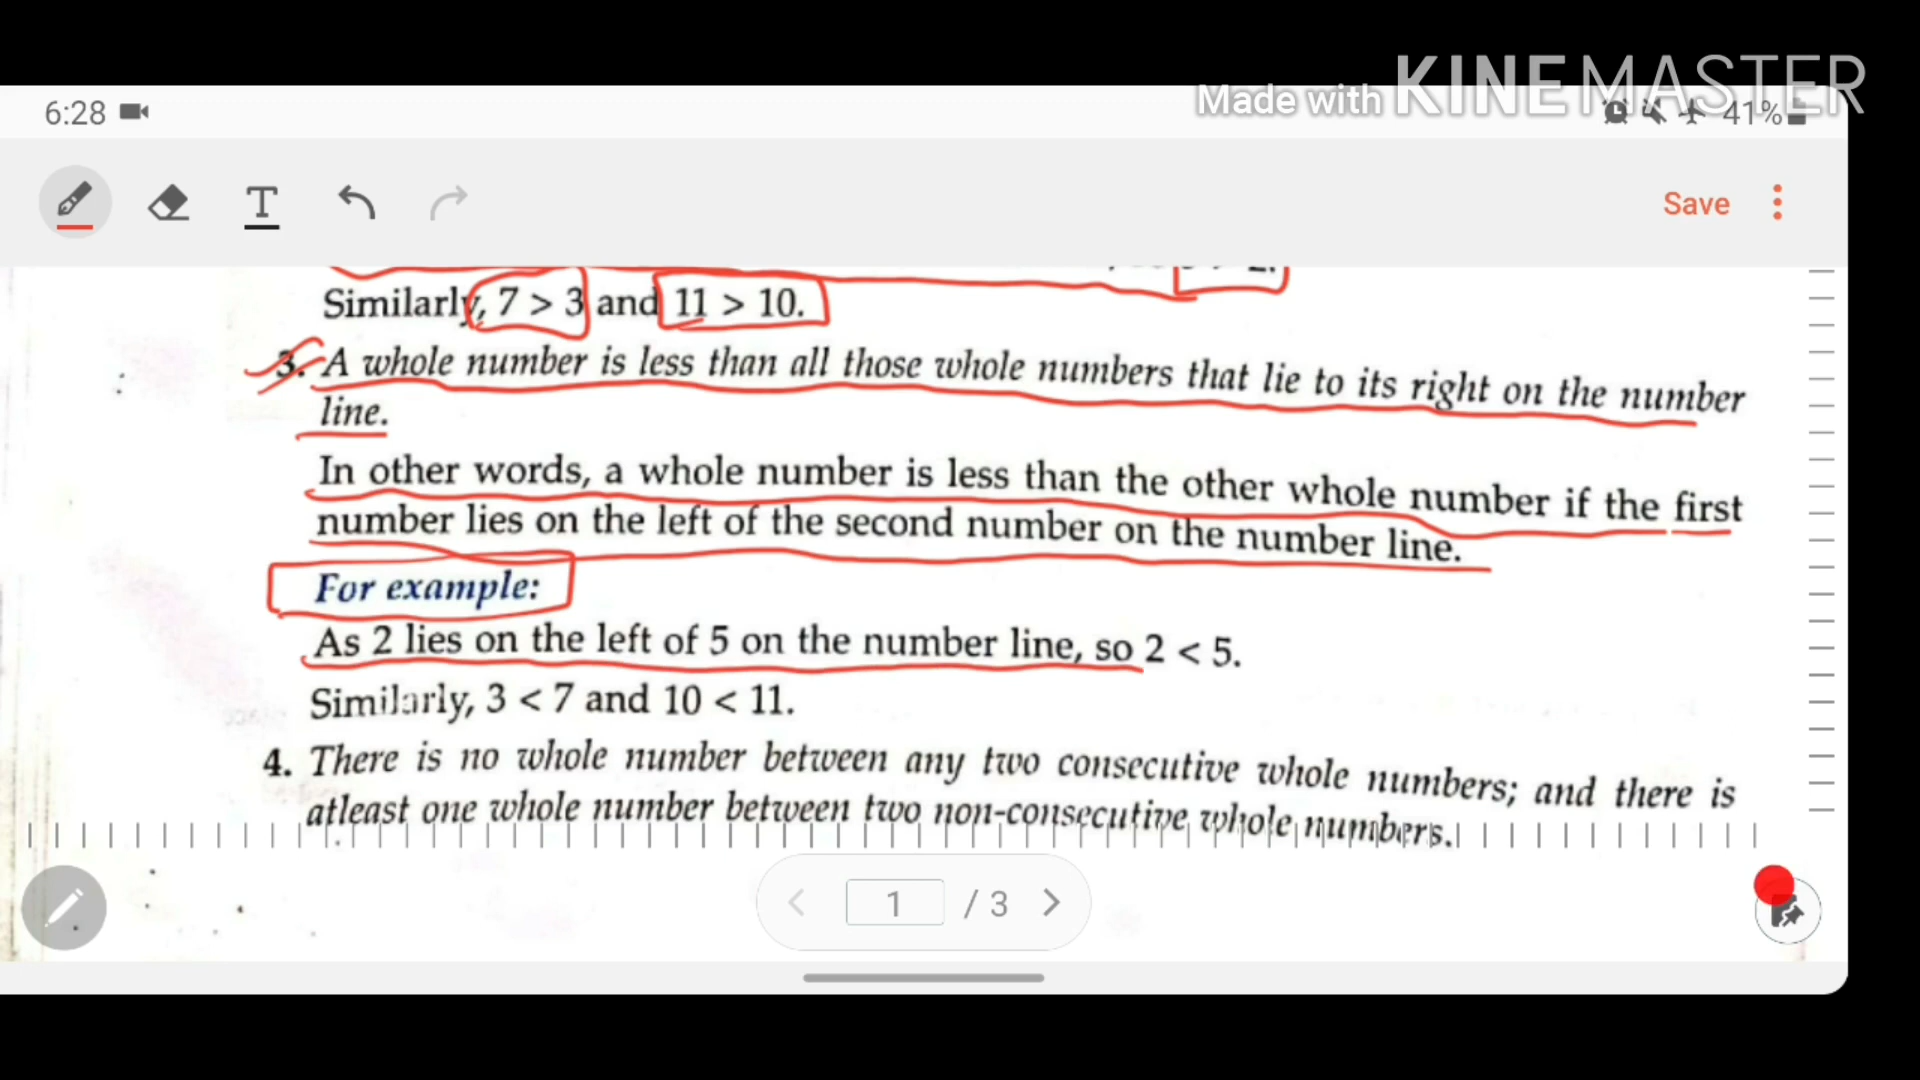 Made with KINEMASTER
6:28
41%
T
Save
Similarly, 7 > 3 and 11 > 10.
3. A whole number is less than all those whole numbers that lie to its right on the number
line.
In other words, a whole number is less than the other whole number if the first
number lies on the left of the second number on the number line.
For example:
As 2 lies on the left of 5 on the number line, so 2 < 5.
Similarly, 3 < 7 and 10 < 11.
4. There is no whole number between any two consecutive whole numbers; and there is
atleast one whole number between two non-consecutive whole numbers.
1 / 3